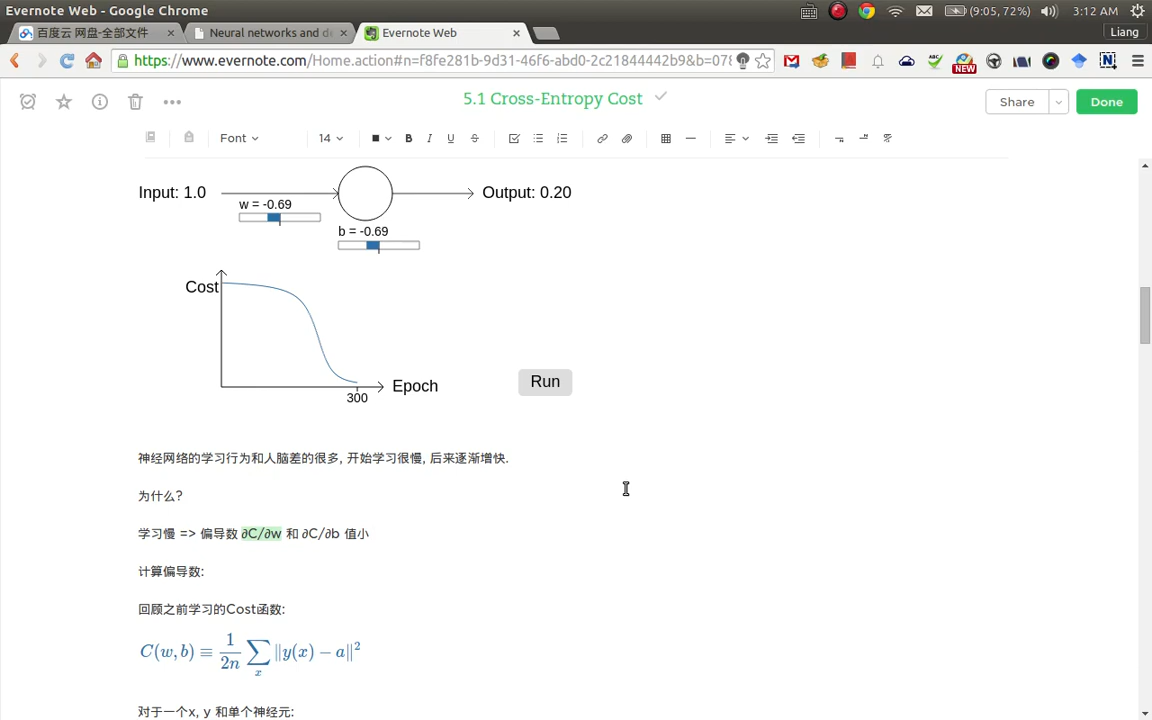 Evernote Web - Google Chrome
(9:05, 72%)
3:12 AM
百度云 网盘-全部文件
Neural networks and de
Evernote Web
Liang
https://www.evernote.com/Home.action#n=f8fe281b-9d31-46f6-abd0-2c21844442b9&b=078
NEW
5.1 Cross-Entropy Cost
Share
Done
Font
14
B I U S
Input: 1.0
Output: 0.20
w = -0.69
b = -0.69
Cost
Epoch
Run
300
神经网络的学习行为和人脑差的很多, 开始学习很慢, 后来逐渐增快.
为什么?
学习慢 => 偏导数 ∂C/∂w 和 ∂C/∂b 值小
计算偏导数:
回顾之前学习的Cost函数:
C(w, b) ≡ 1/2n ∑x ‖y(x) − a‖²
对于一个x, y 和单个神经元: